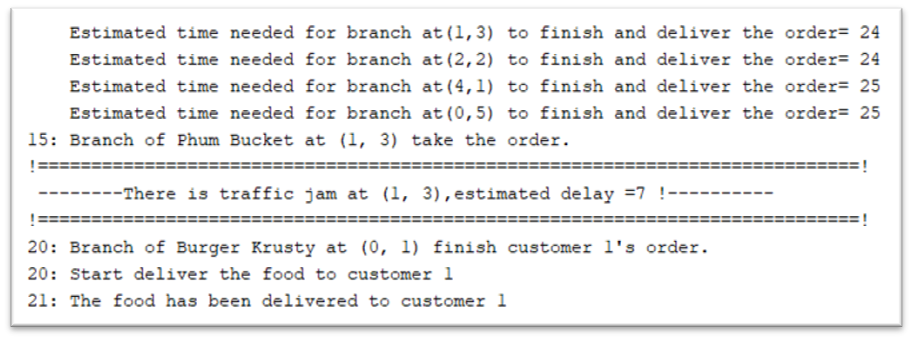 Estimated time needed for branch at(1,3) to finish and deliver the order= 24
Estimated time needed for branch at(2,2) to finish and deliver the order= 24
Estimated time needed for branch at(4,1) to finish and deliver the order= 25
Estimated time needed for branch at(0,5) to finish and deliver the order= 25
15: Branch of Phum Bucket at (1, 3) take the order.
!==============================================================================!
--------There is traffic jam at (1, 3),estimated delay =7 !----------
!==============================================================================!
20: Branch of Burger Krusty at (0, 1) finish customer 1's order.
20: Start deliver the food to customer 1
21: The food has been delivered to customer 1